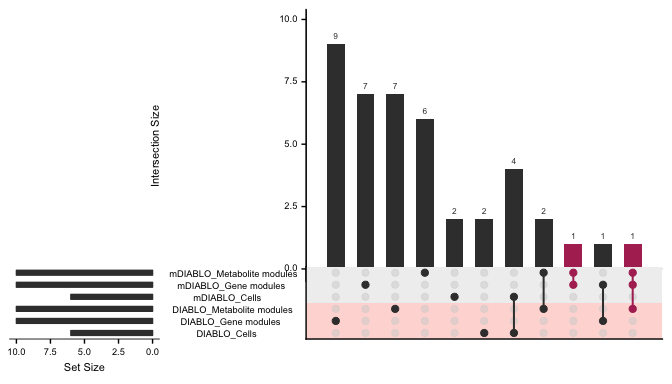 10.0
7.5
5.0
2.5
0.0
Intersection Size
9
7
7
6
2
2
4
2
1
1
1
mDIABLO_Metabolite modules
mDIABLO_Gene modules
mDIABLO_Cells
DIABLO_Metabolite modules
DIABLO_Gene modules
DIABLO_Cells
10.0 7.5 5.0 2.5 0.0
Set Size